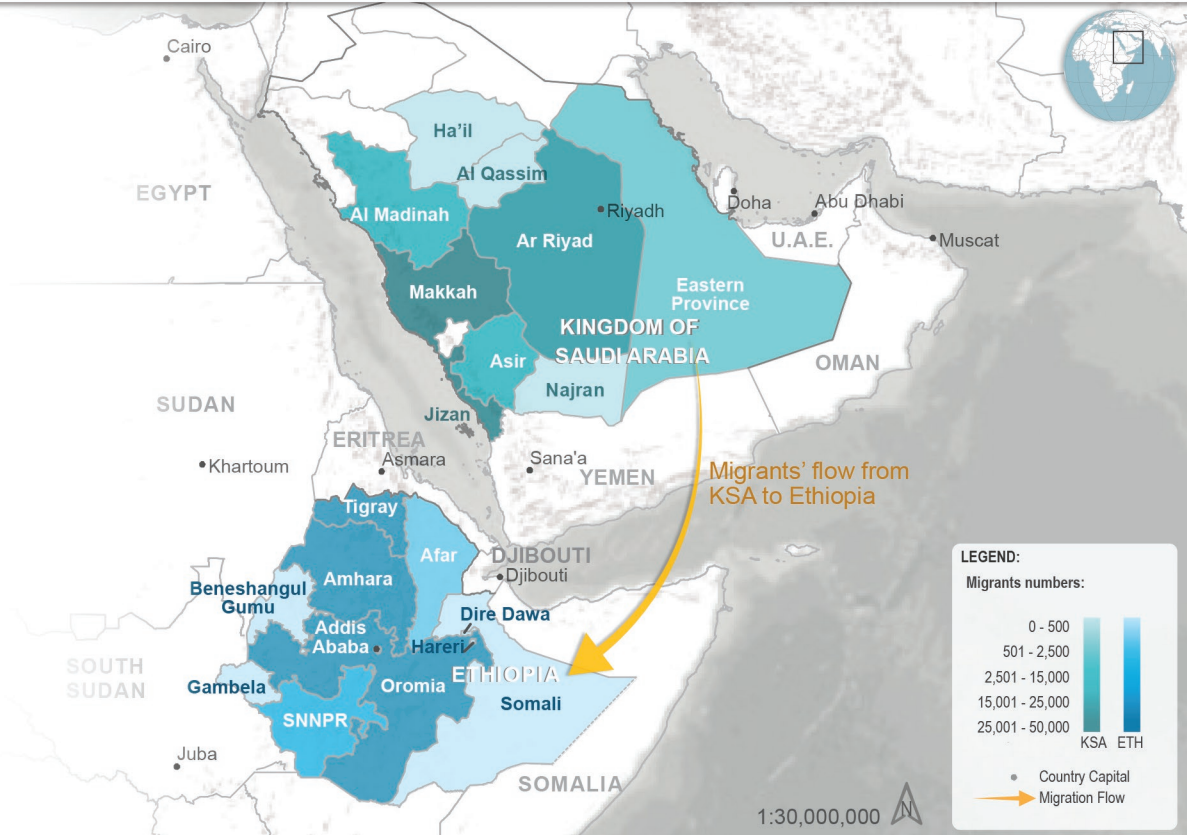 Cairo
Ha'il
Al Qassim
EGYPT
Doha
Abu Dhabi
Al Madinah
Riyadh
Ar Riyad
U.A.E.
Muscat
Makkah
Eastern
Province
KINGDOM OF
SAUDI ARABIA
Asir
OMAN
Najran
SUDAN
Jizan
ERITREA
Asmara
Khartoum
Sana'a
YEMEN
Migrants' flow from
KSA to Ethiopia
Tigray
Afar
DJIBOUTI
Djibouti
Amhara
Beneshangul
Gumu
Dire Dawa
Addis
Ababa
Hareri
SOUTH
SUDAN
ETHIOPIA
Gambela
Oromia
Somali
SNNPR
Juba
SOMALIA
1:30,000,000
N
LEGEND:
Migrants numbers:
0 - 500
501 - 2,500
2,501 - 15,000
15,001 - 25,000
25,001 - 50,000
KSA ETH
Country Capital
Migration Flow